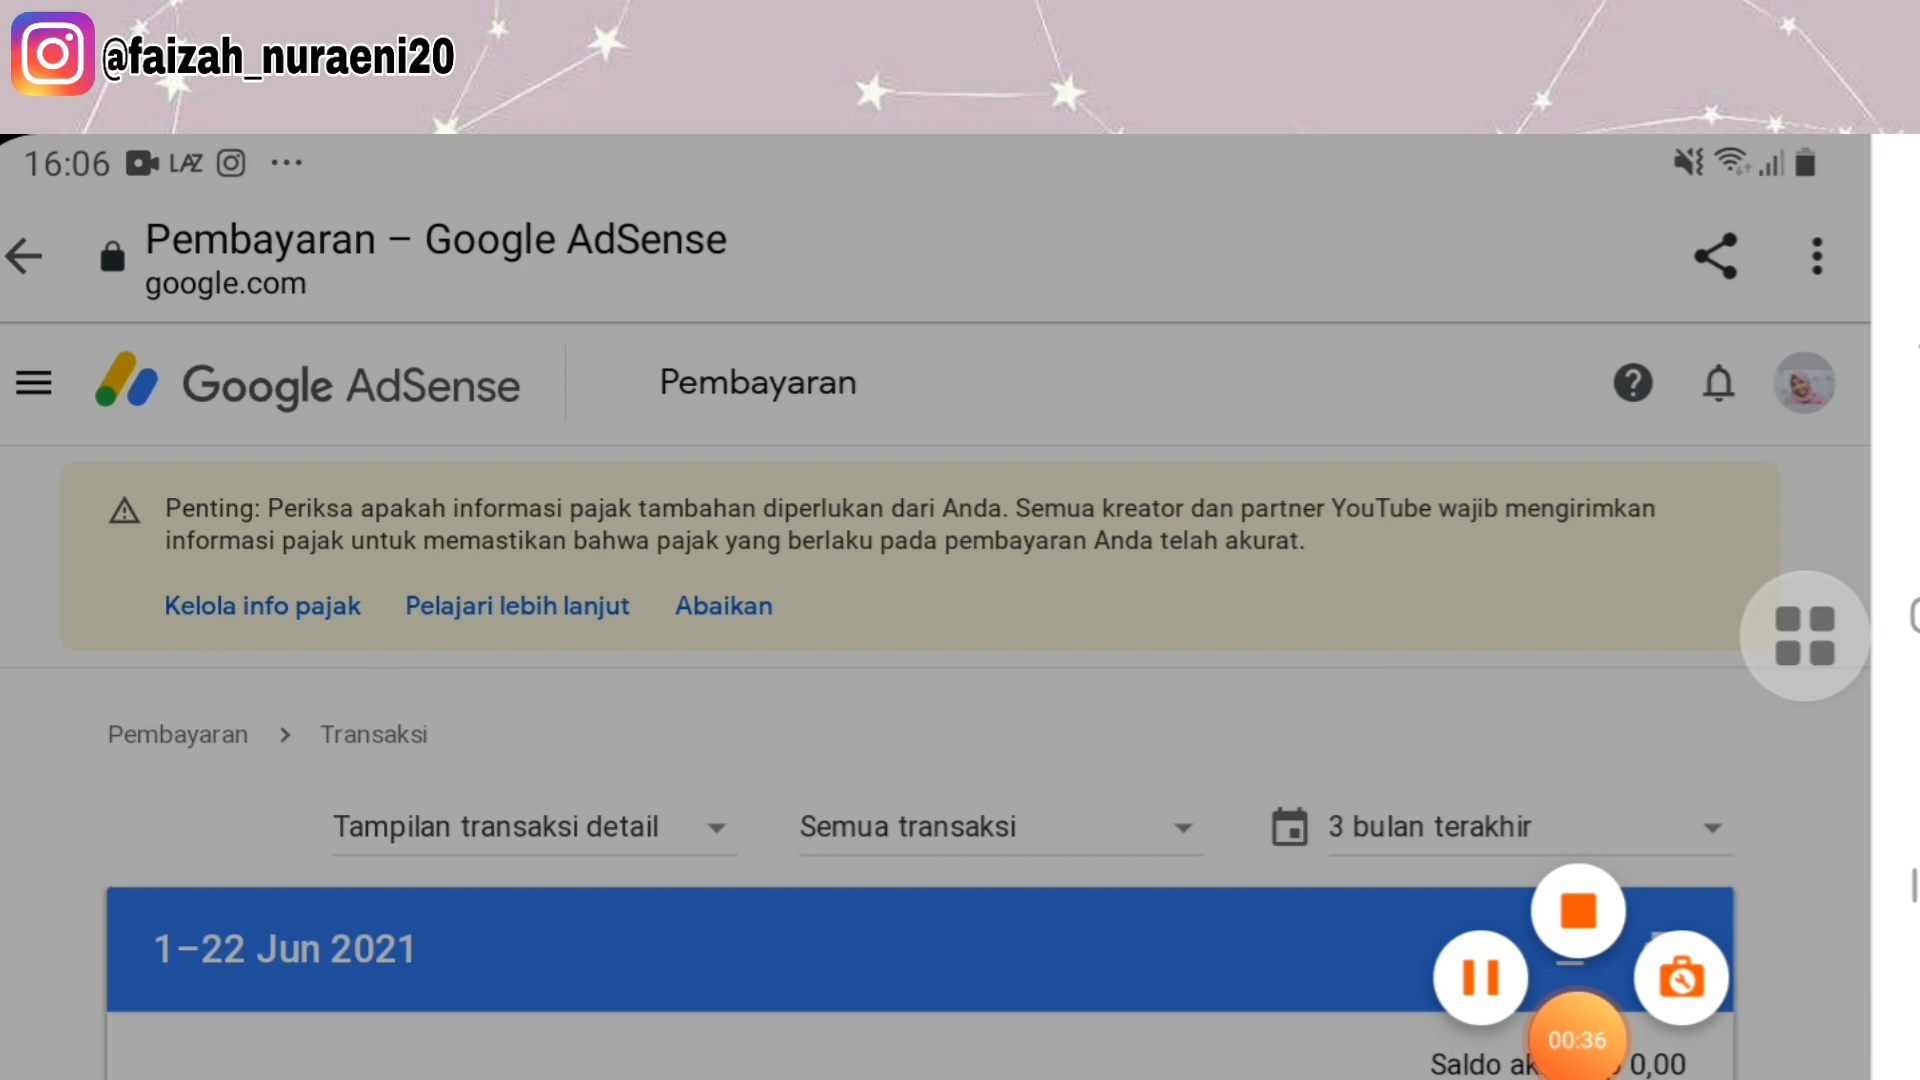 @faizah_nuraeni20
16:06 LAZ
Pembayaran – Google AdSense
google.com
Google AdSense Pembayaran
Penting: Periksa apakah informasi pajak tambahan diperlukan dari Anda. Semua kreator dan partner YouTube wajib mengirimkan
informasi pajak untuk memastikan bahwa pajak yang berlaku pada pembayaran Anda telah akurat.
Kelola info pajak Pelajari lebih lanjut Abaikan
Pembayaran > Transaksi
Tampilan transaksi detail Semua transaksi 3 bulan terakhir
1–22 Jun 2021
00:36
Saldo 0,00